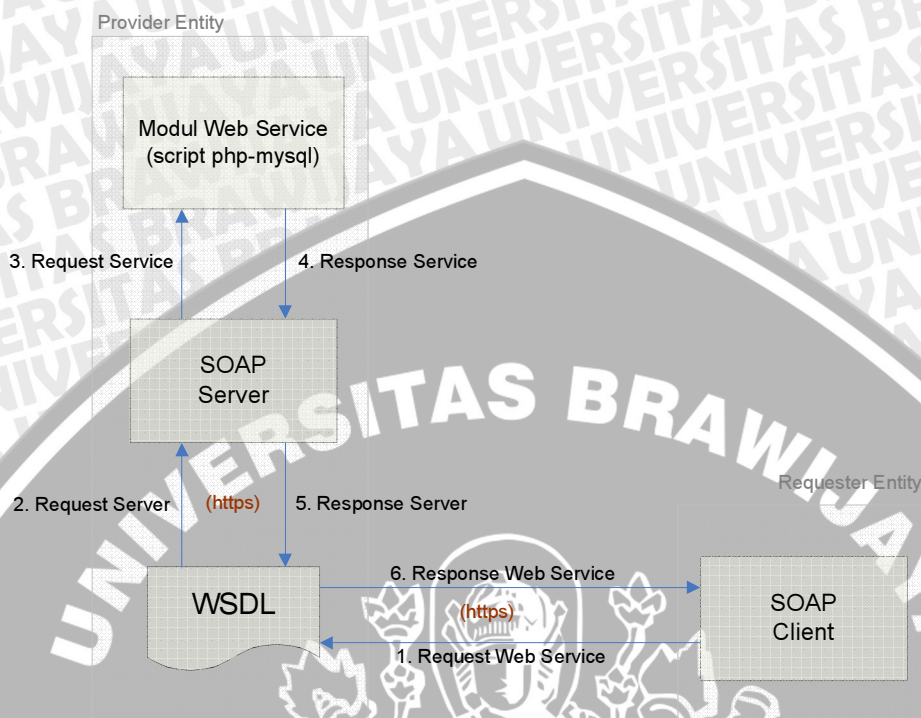 Provider Entity
Modul Web Service
(script php-mysql)
3. Request Service
4. Response Service
SOAP
Server
UNIVERSITAS BRAWIJAYA
Requester Entity
2. Request Server
(https)
5. Response Server
6. Response Web Service
WSDL
(https)
SOAP
Client
1. Request Web Service